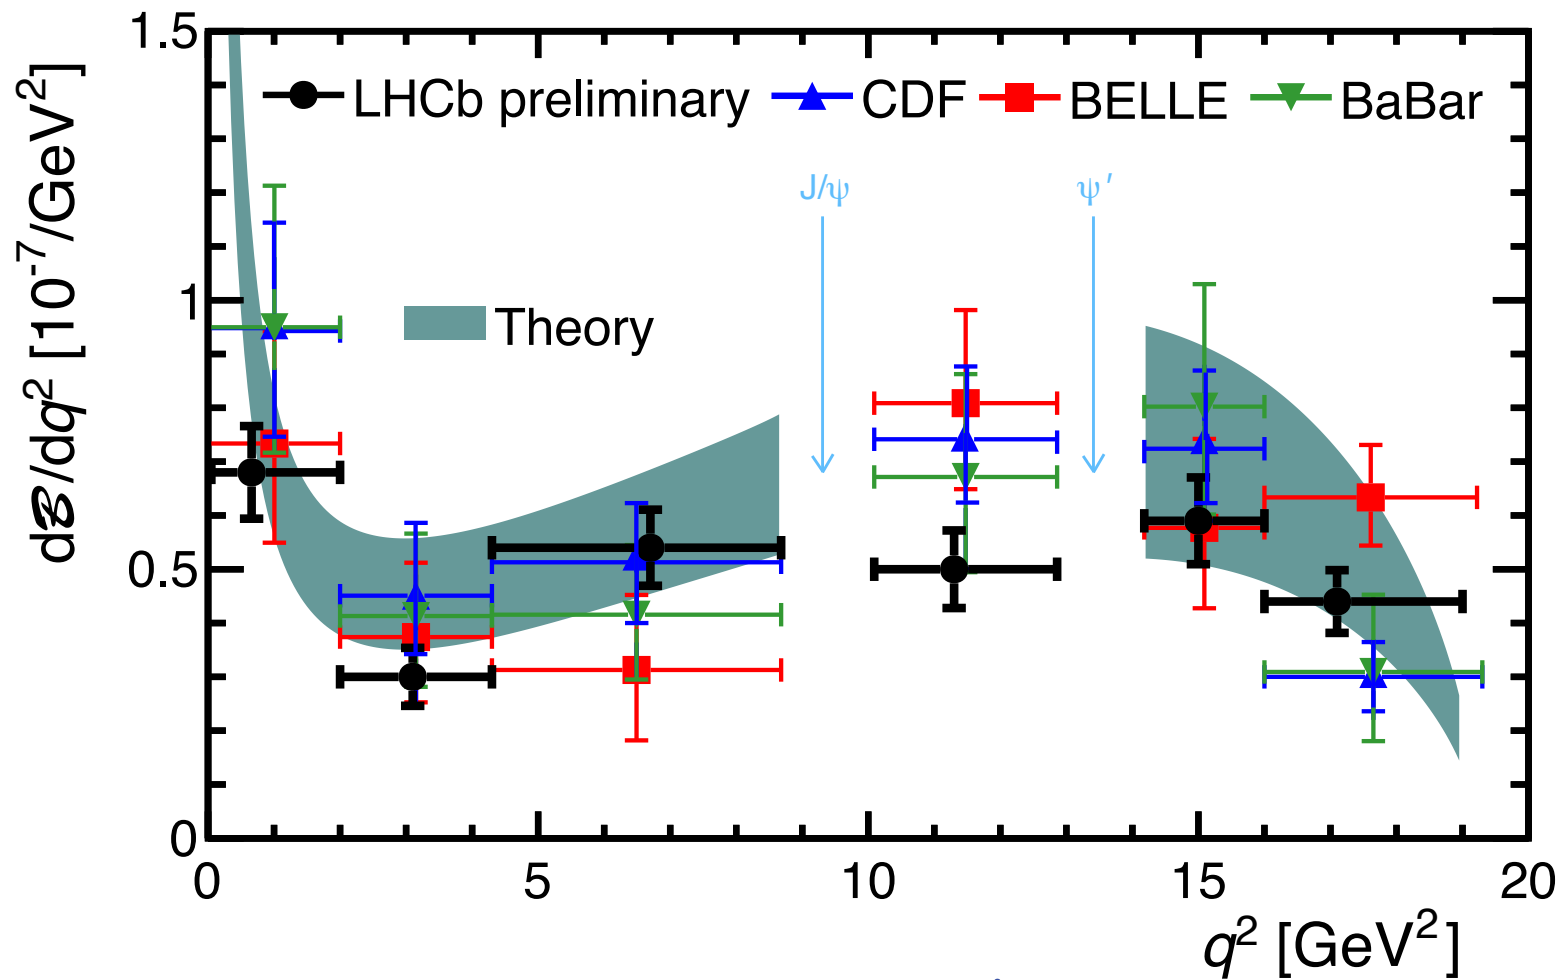 1.5
LHCb preliminary CDF BELLE BaBar
J/ψ ψ′
1
Theory
0.5
0
0 5 10 15 20
dℬ/dq² [10⁻⁷/GeV²]
q² [GeV²]